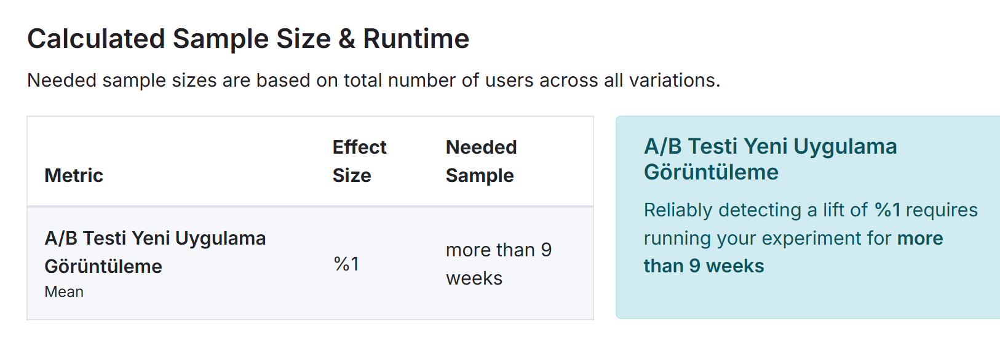 Calculated Sample Size & Runtime
Needed sample sizes are based on total number of users across all variations.
Metric
Effect
Size
Needed
Sample
A/B Testi Yeni Uygulama
Görüntüleme
Mean
%1
more than 9
weeks
A/B Testi Yeni Uygulama
Görüntüleme
Reliably detecting a lift of %1 requires
running your experiment for more
than 9 weeks